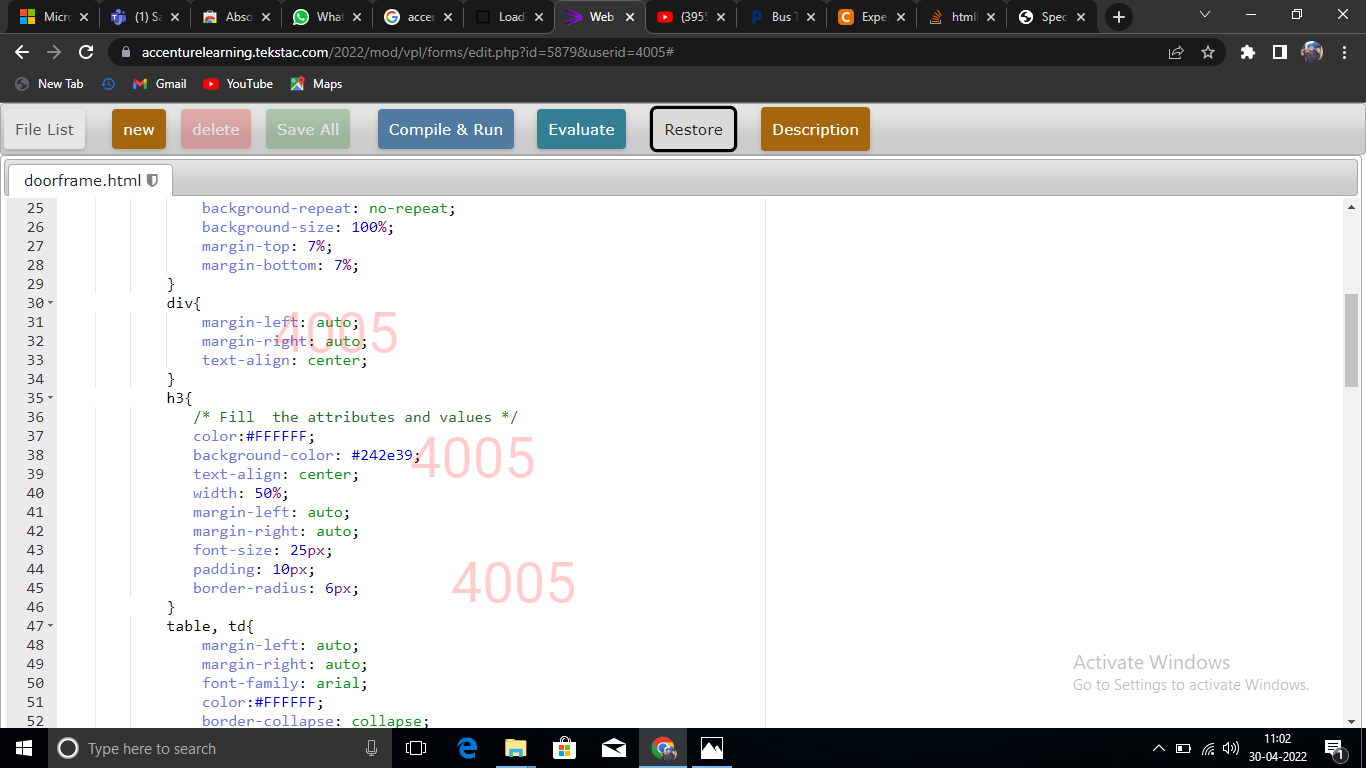 Micro
(1) Sa
Abso
What
accer
Loadi
Web
(3955
Bus T
Expe
htmll
Spec
accenturelearning.tekstac.com/2022/mod/vpl/forms/edit.php?id=5879&userid=4005#
New Tab
Gmail
YouTube
Maps
File List
new
delete
Save All
Compile & Run
Evaluate
Restore
Description
doorframe.html
25 background-repeat: no-repeat;
26 background-size: 100%;
27 margin-top: 7%;
28 margin-bottom: 7%;
29 }
30 div{
31 margin-left: auto;
32 margin-right: auto;
33 text-align: center;
34 }
35 h3{
36 /* Fill  the attributes and values */
37 color:#FFFFFF;
38 background-color: #242e39;
39 text-align: center;
40 width: 50%;
41 margin-left: auto;
42 margin-right: auto;
43 font-size: 25px;
44 padding: 10px;
45 border-radius: 6px;
46 }
47 table, td{
48 margin-left: auto;
49 margin-right: auto;
50 font-family: arial;
51 color:#FFFFFF;
52 border-collapse: collapse;
4005
4005
4005
Activate Windows
Go to Settings to activate Windows.
Type here to search
11:02
30-04-2022
1